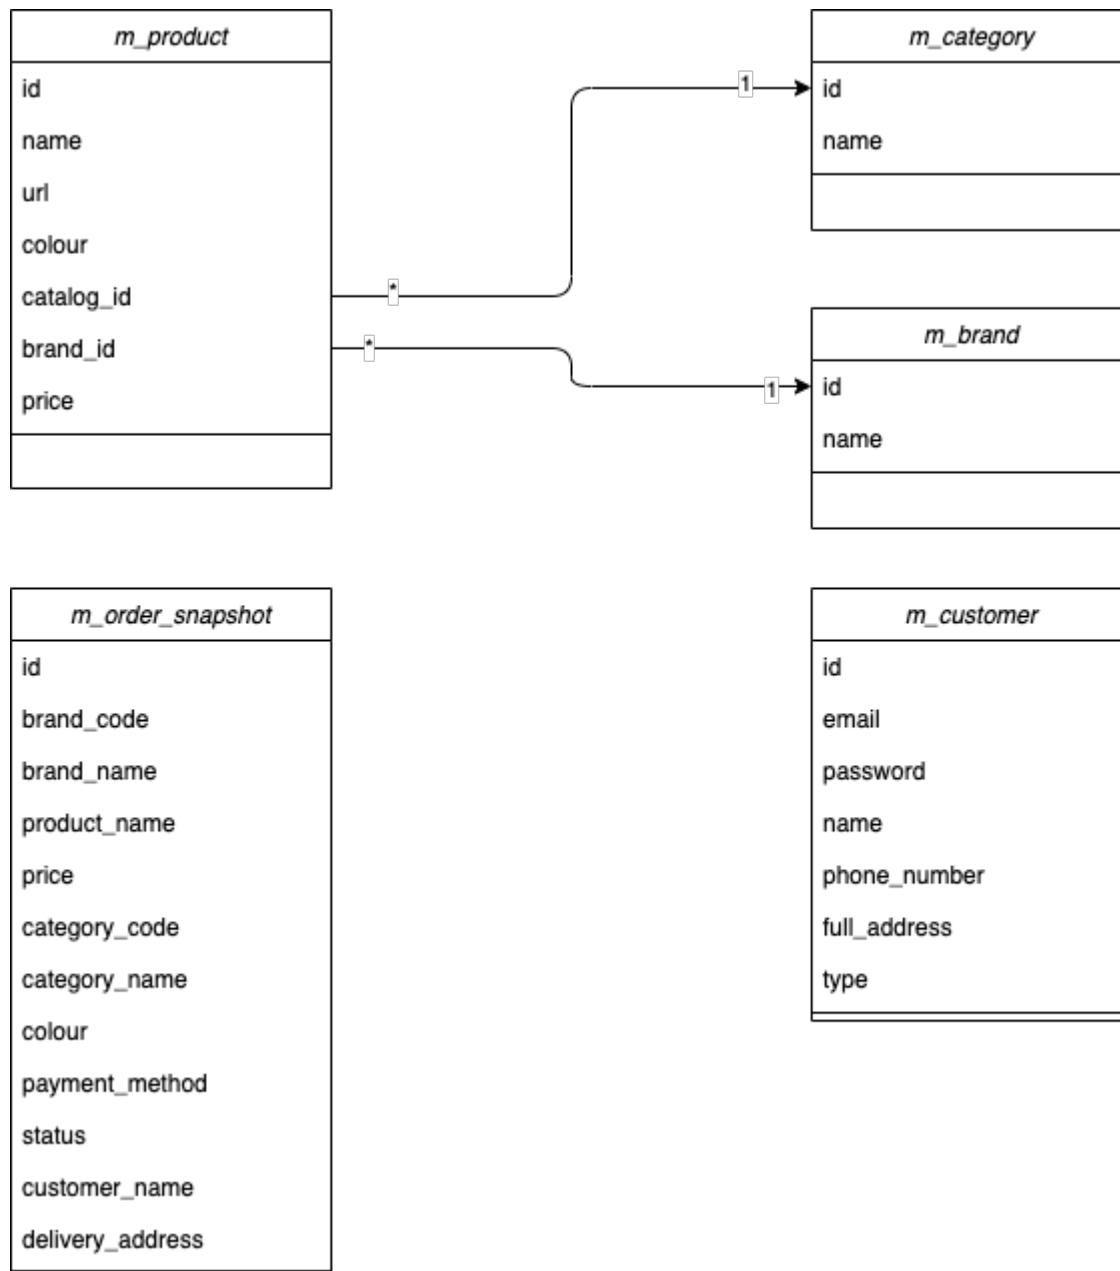 m_product
id
name
url
colour
catalog_id
brand_id
price
*
*
1
1
m_category
id
name
m_brand
id
name
m_order_snapshot
id
brand_code
brand_name
product_name
price
category_code
category_name
colour
payment_method
status
customer_name
delivery_address
m_customer
id
email
password
name
phone_number
full_address
type